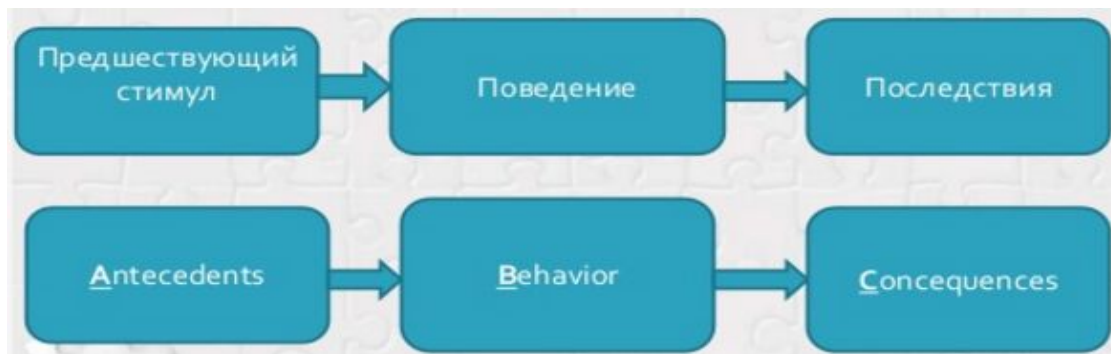 Предшествующий
стимул
Поведение
Последствия
Antecedents
Behavior
Concequences